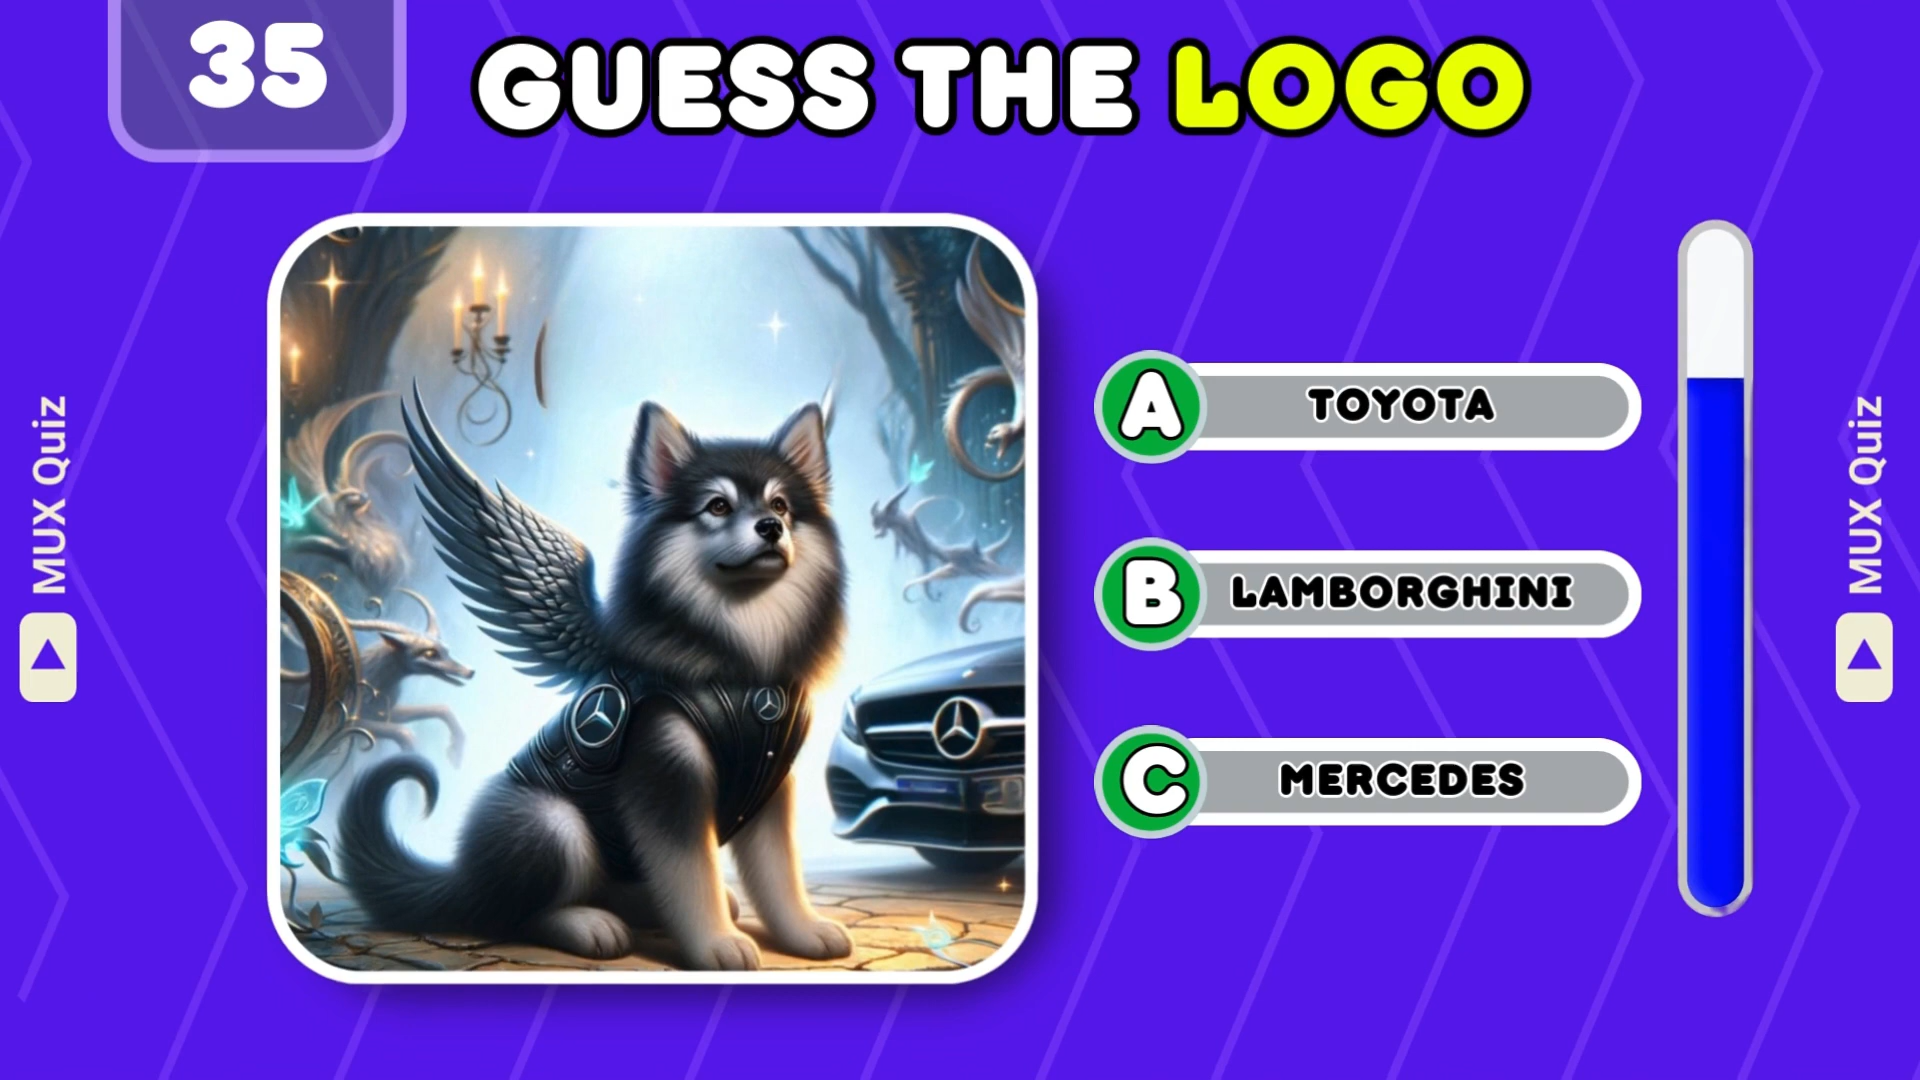 35
GUESS THE LOGO
A TOYOTA
B LAMBORGHINI
C MERCEDES
MUX Quiz
MUX Quiz